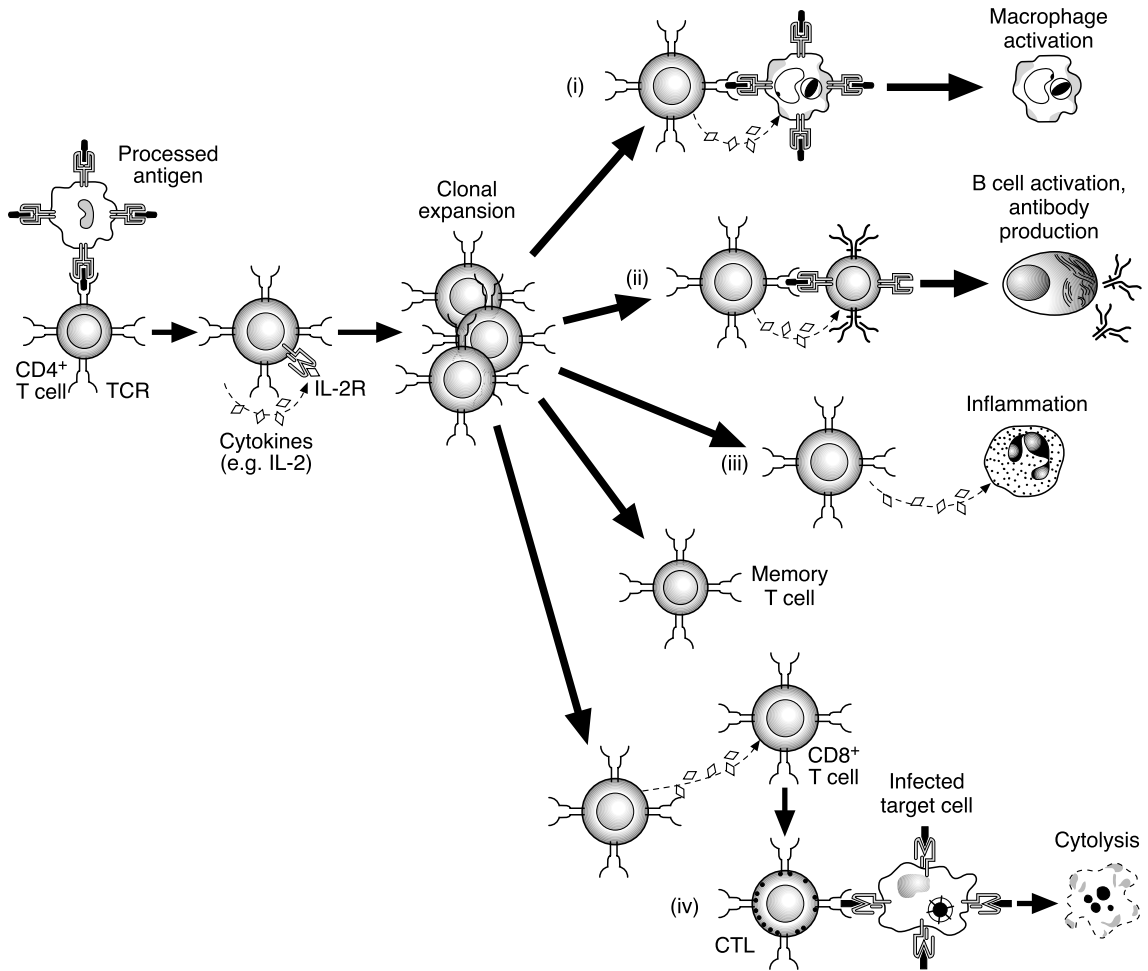 Macrophage
activation
(i)
Processed
antigen
Clonal
expansion
B cell activation,
antibody
production
(ii)
CD4⁺
T cell
TCR
IL-2R
Cytokines
(e.g. IL-2)
Inflammation
(iii)
Memory
T cell
CD8⁺
T cell
Infected
target cell
Cytolysis
(iv)
CTL